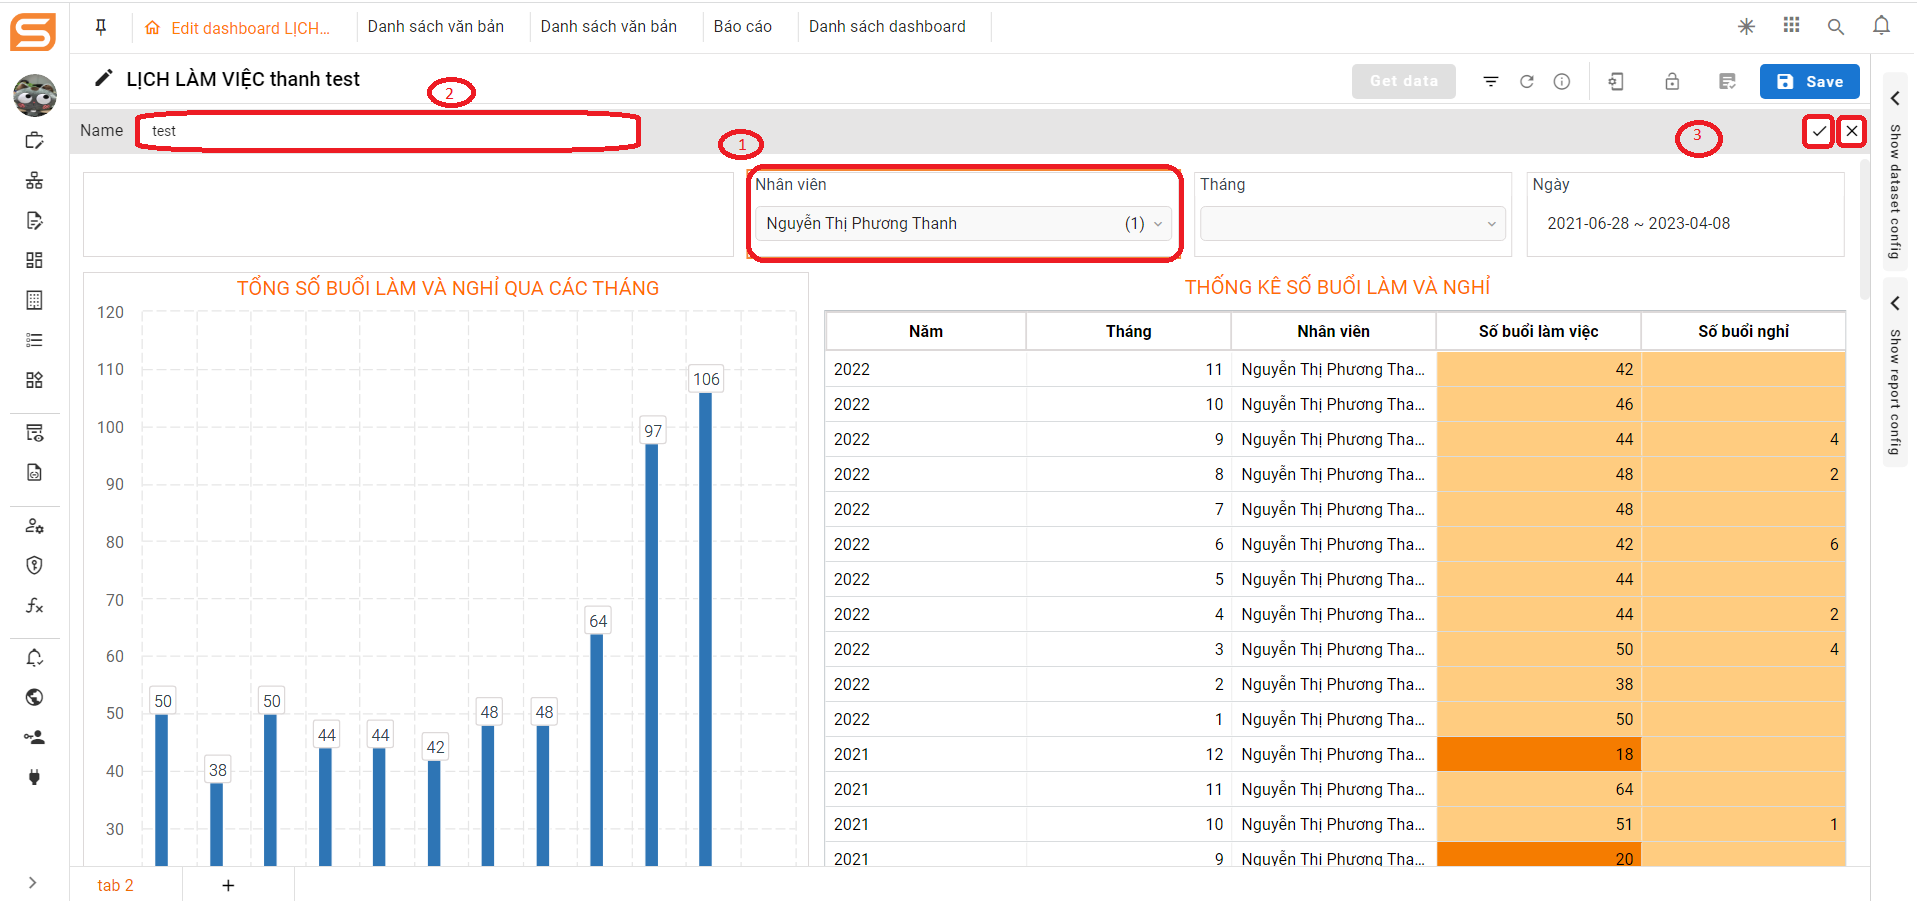 Edit dashboard LỊCH...
Danh sách văn bản
Danh sách văn bản
Báo cáo
Danh sách dashboard
LỊCH LÀM VIỆC thanh test
Get data
Save
2
Name
test
1
3
Nhân viên
Nguyễn Thị Phương Thanh
(1)
Tháng
Ngày
2021-06-28 ~ 2023-04-08
Show dataset config
Show report config
TỔNG SỐ BUỔI LÀM VÀ NGHỈ QUA CÁC THÁNG
120
110
100
90
80
70
60
50
40
30
50
38
50
44
44
42
48
48
64
97
106
THỐNG KÊ SỐ BUỔI LÀM VÀ NGHỈ
Năm Tháng Nhân viên Số buổi làm việc Số buổi nghỉ
2022 11 Nguyễn Thị Phương Tha... 42
2022 10 Nguyễn Thị Phương Tha... 46
2022 9 Nguyễn Thị Phương Tha... 44 4
2022 8 Nguyễn Thị Phương Tha... 48 2
2022 7 Nguyễn Thị Phương Tha... 48
2022 6 Nguyễn Thị Phương Tha... 42 6
2022 5 Nguyễn Thị Phương Tha... 44
2022 4 Nguyễn Thị Phương Tha... 44 2
2022 3 Nguyễn Thị Phương Tha... 50 4
2022 2 Nguyễn Thị Phương Tha... 38
2022 1 Nguyễn Thị Phương Tha... 50
2021 12 Nguyễn Thị Phương Tha... 18
2021 11 Nguyễn Thị Phương Tha... 64
2021 10 Nguyễn Thị Phương Tha... 51 1
2021 9 Nguyễn Thị Phương Tha... 20
tab 2
+